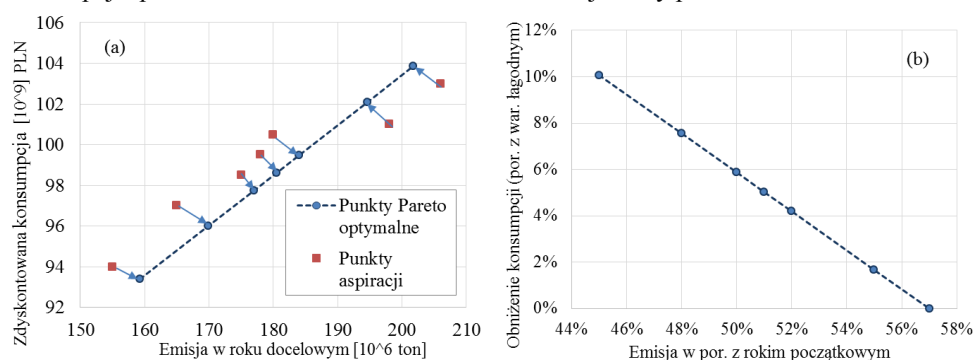 (a)
Zdyskontowana konsumpcja [10^9] PLN
106
104
102
100
98
96
94
92
150 160 170 180 190 200 210
Emisja w roku docelowym [10^6 ton]
Punkty Pareto
optymalne
Punkty
aspiracji
(b)
Obniżenie konsumpcji (por. z war. łagodnym)
12%
10%
8%
6%
4%
2%
0%
44% 46% 48% 50% 52% 54% 56% 58%
Emisja w por. z rokim początkowym